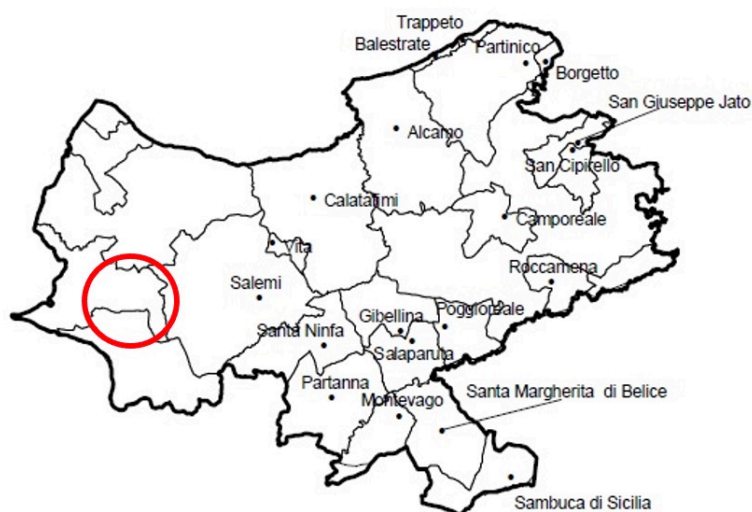 Trappeto
Balestrate
Partinico
Borgetto
San Giuseppe Jato
Alcamo
San Cipirello
Calatafimi
Camporeale
Vita
Roccamena
Salemi
Gibellina
Poggioreale
Santa Ninfa
Salaparuta
Partanna
Santa Margherita di Belice
Montevago
Sambuca di Sicilia